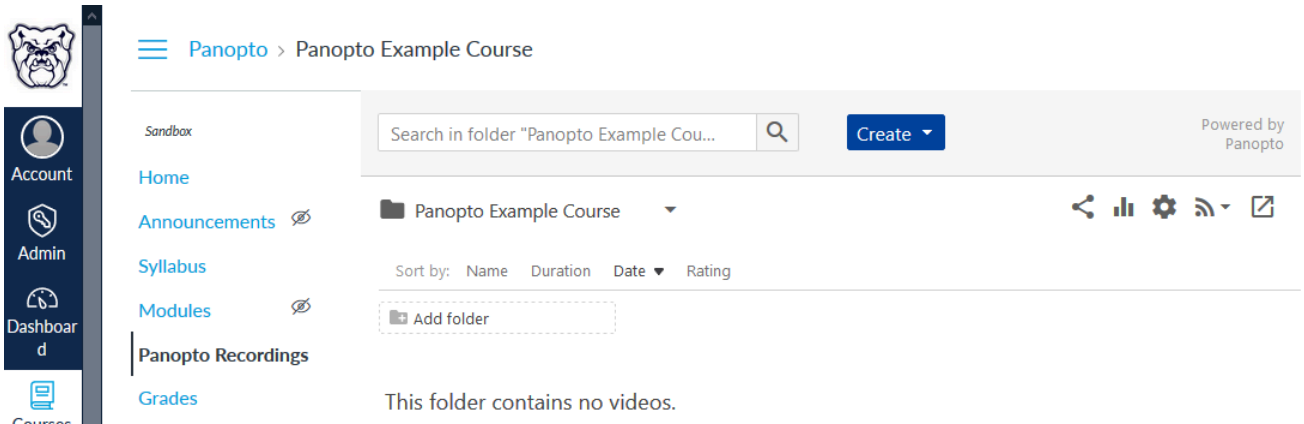 Panopto > Panopto Example Course
Account
Admin
Dashboar
d
Courses
Sandbox
Home
Announcements
Syllabus
Modules
Panopto Recordings
Grades
Search in folder "Panopto Example Cou...
Create
Powered by
Panopto
Panopto Example Course
Sort by: Name Duration Date Rating
Add folder
This folder contains no videos.